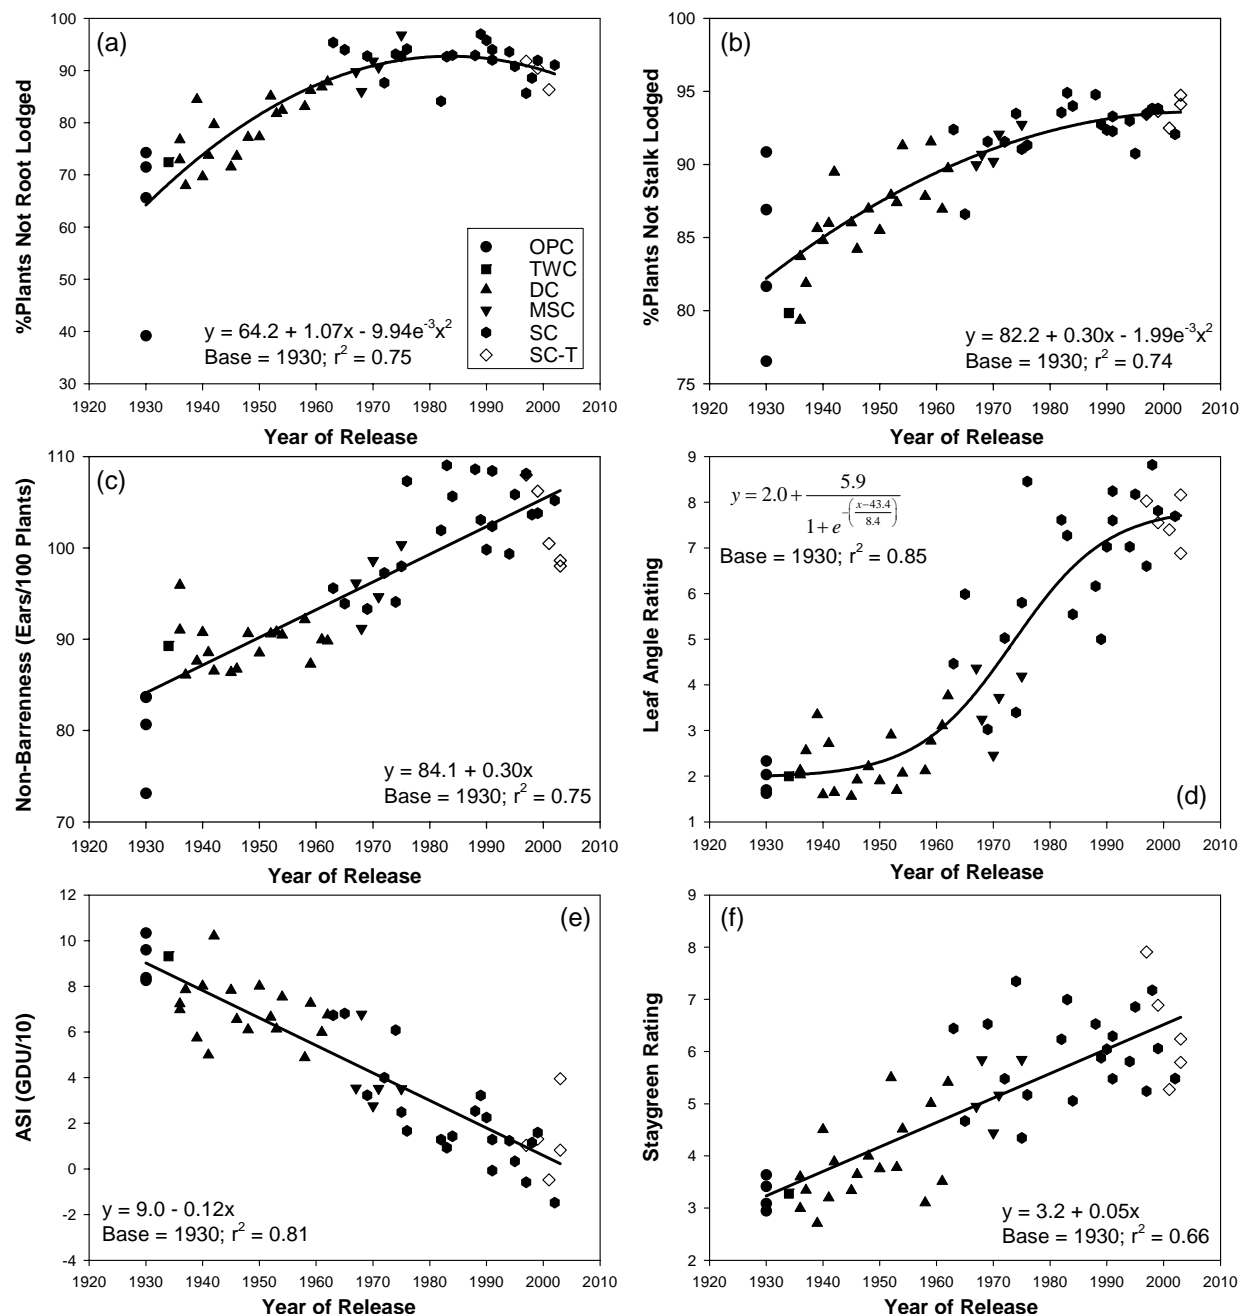 (a)
%Plants Not Root Lodged
100
90
80
70
60
50
40
30
OPC
TWC
DC
MSC
SC
SC-T
y = 64.2 + 1.07x - 9.94e⁻³x²
Base = 1930; r² = 0.75
1920 1930 1940 1950 1960 1970 1980 1990 2000 2010
Year of Release
(b)
%Plants Not Stalk Lodged
100
95
90
85
80
75
y = 82.2 + 0.30x - 1.99e⁻³x²
Base = 1930; r² = 0.74
1920 1930 1940 1950 1960 1970 1980 1990 2000 2010
Year of Release
(c)
Non-Barrenness (Ears/100 Plants)
110
100
90
80
70
y = 84.1 + 0.30x
Base = 1930; r² = 0.75
1920 1930 1940 1950 1960 1970 1980 1990 2000 2010
Year of Release
Leaf Angle Rating
9
8
7
6
5
4
3
2
1
y = 2.0 + 5.9 / (1 + e^-((x-43.4)/8.4))
Base = 1930; r² = 0.85
(d)
1920 1930 1940 1950 1960 1970 1980 1990 2000 2010
Year of Release
(e)
ASI (GDU/10)
12
10
8
6
4
2
0
-2
-4
y = 9.0 - 0.12x
Base = 1930; r² = 0.81
1920 1930 1940 1950 1960 1970 1980 1990 2000 2010
Year of Release
(f)
Staygreen Rating
9
8
7
6
5
4
3
2
y = 3.2 + 0.05x
Base = 1930; r² = 0.66
1920 1930 1940 1950 1960 1970 1980 1990 2000 2010
Year of Release